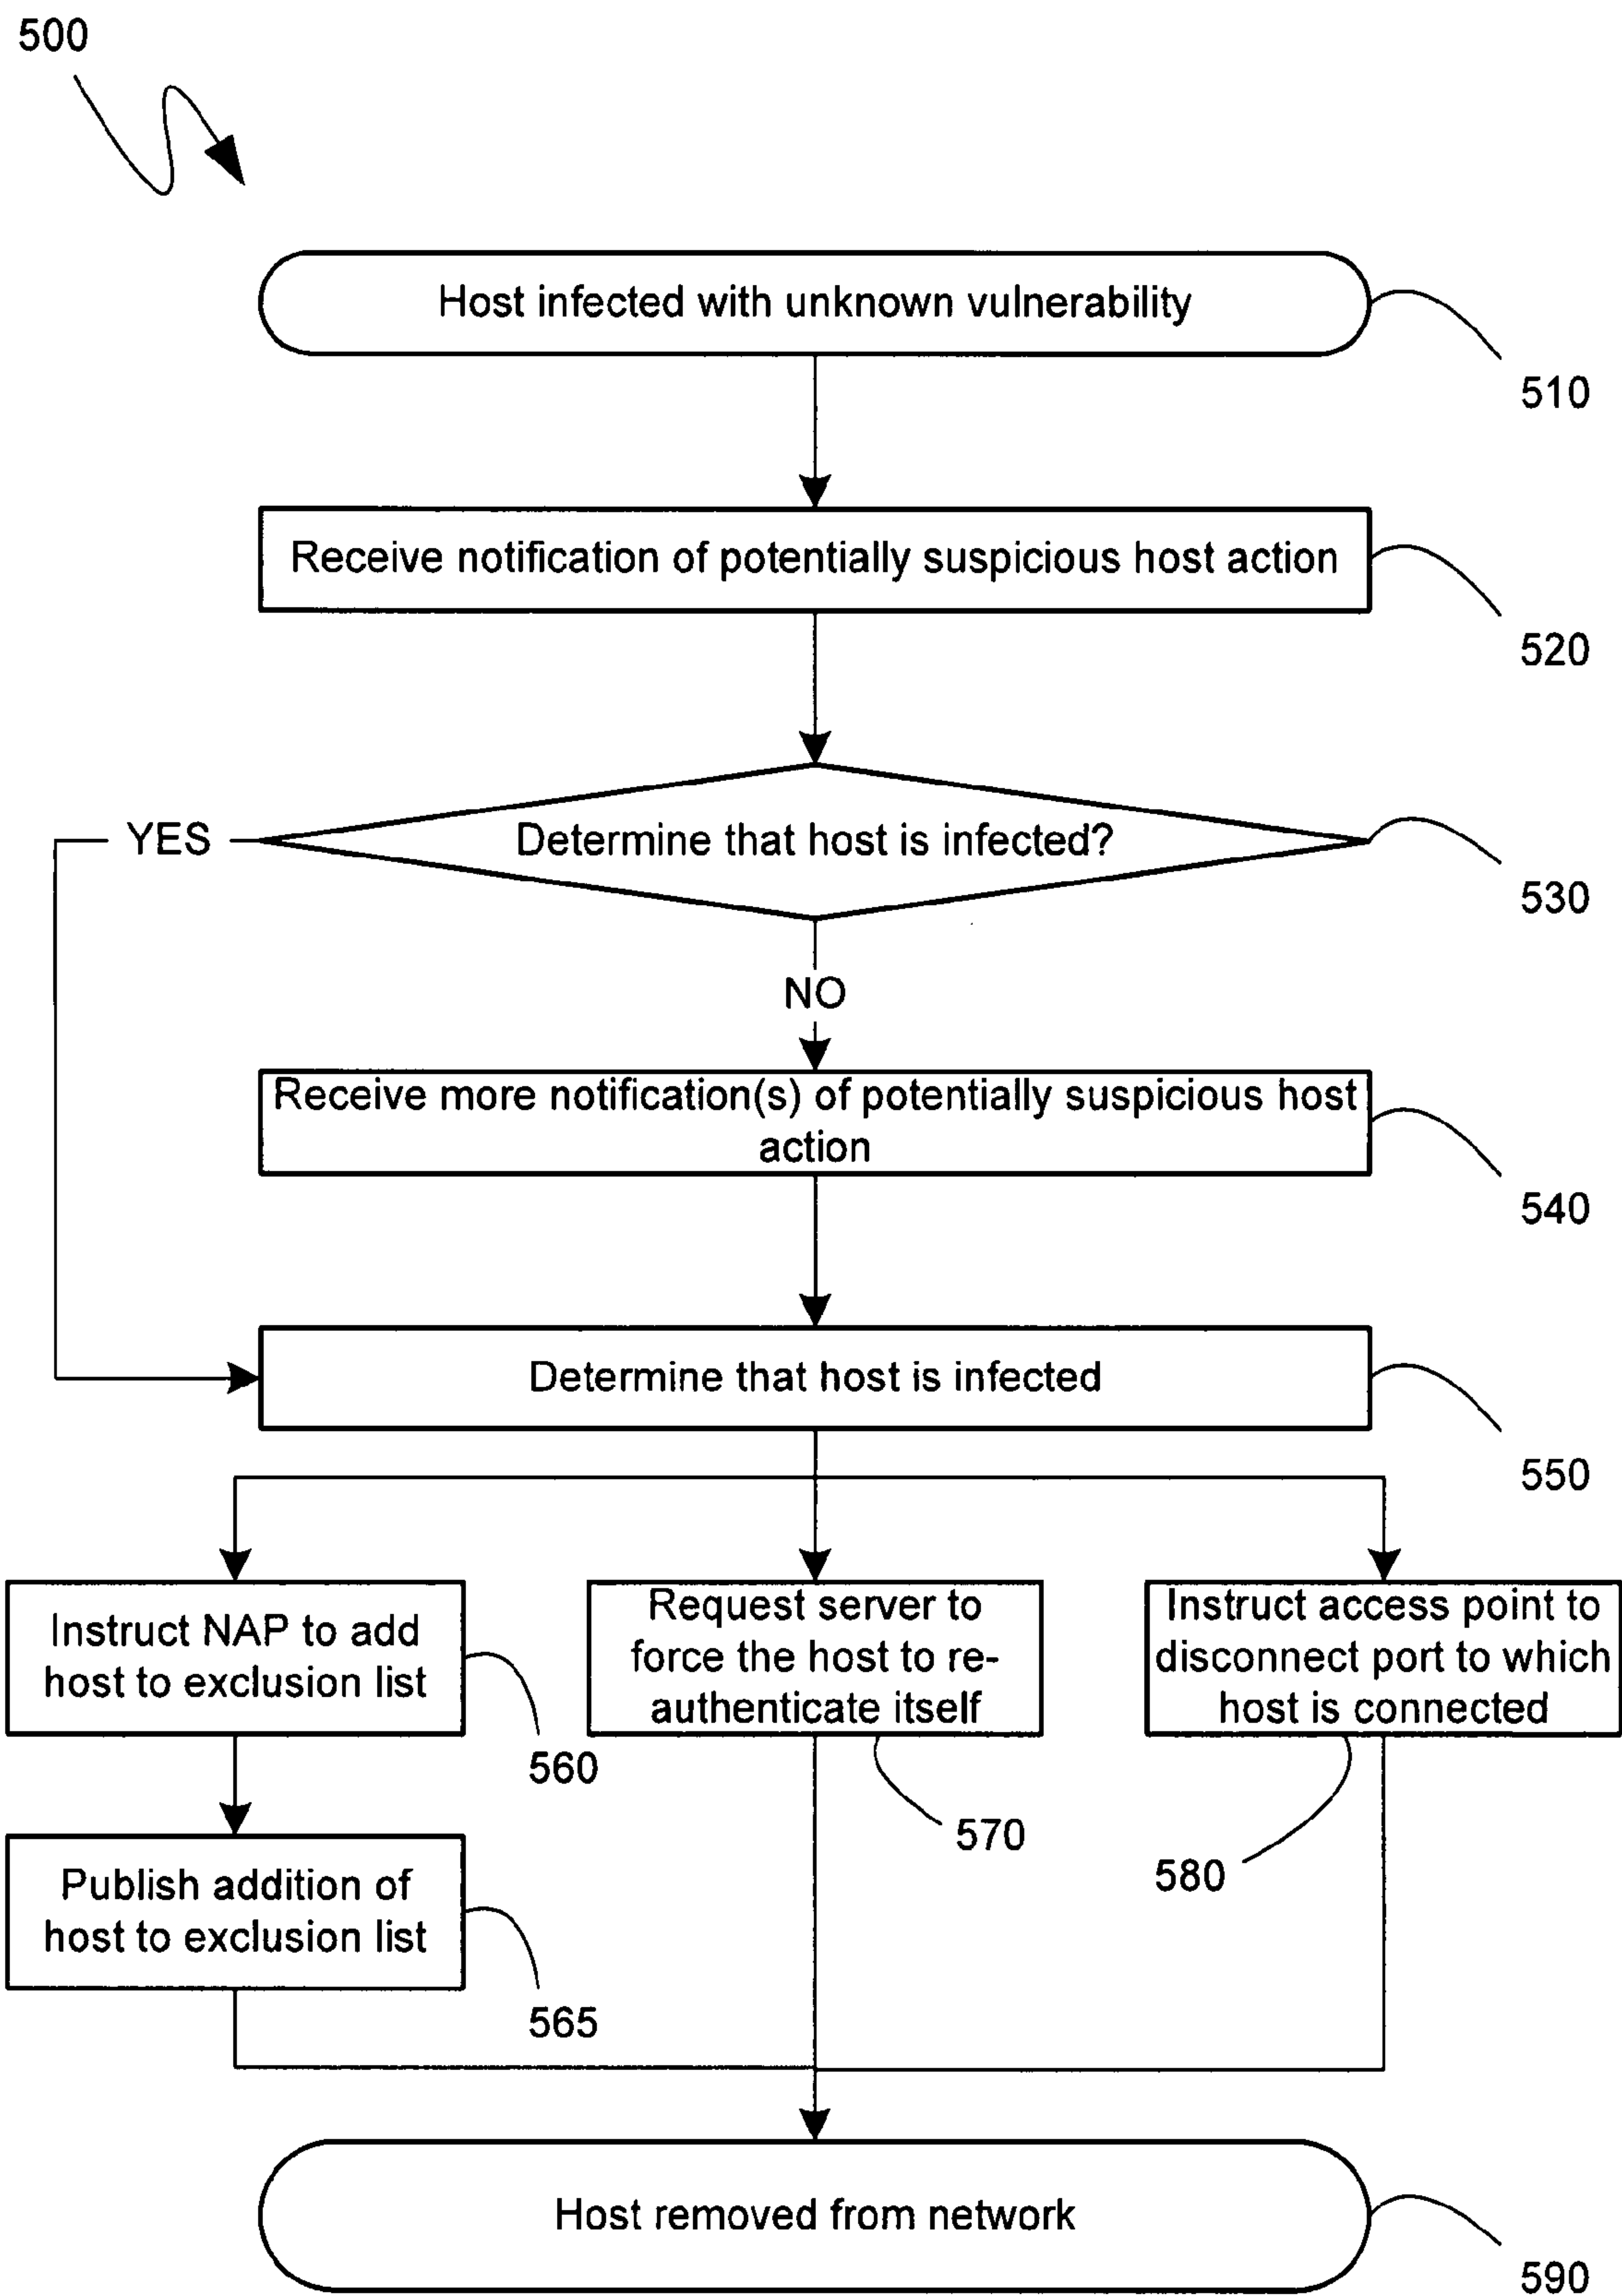 500
Host infected with unknown vulnerability
510
Receive notification of potentially suspicious host action
520
YES
Determine that host is infected?
530
NO
Receive more notification(s) of potentially suspicious host
action
540
Determine that host is infected
550
Instruct NAP to add
host to exclusion list
560
Request server to
force the host to re-
authenticate itself
570
Instruct access point to
disconnect port to which
host is connected
580
Publish addition of
host to exclusion list
565
Host removed from network
590